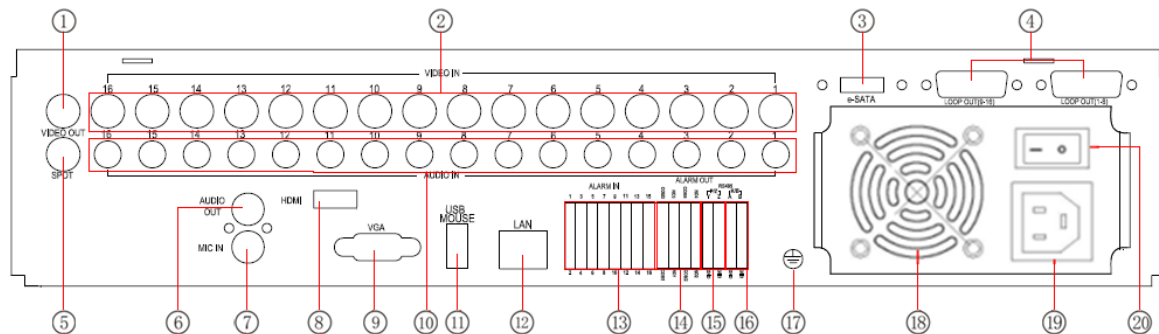 ① ② ③ ④
VIDEO IN
16 15 14 13 12 11 10 9 8 7 6 5 4 3 2 1
e-SATA
LOOP OUT(9-16)
LOOP OUT(1-8)
VIDEO OUT
16 15 14 13 12 11 10 9 8 7 6 5 4 3 2 1
SPOT
AUDIO IN
AUDIO OUT
HDMI
VGA
USB MOUSE
LAN
ALARM IN
ALARM OUT
RS485
1 3 5 7 9 11 13 15
2 4 6 8 10 12 14 16
MIC IN
⑤ ⑥ ⑦ ⑧ ⑨ ⑩ ⑪ ⑫ ⑬ ⑭ ⑮ ⑯ ⑰ ⑱ ⑲ ⑳